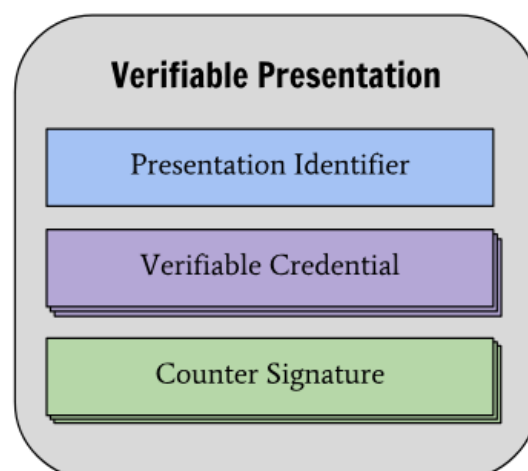 Verifiable Presentation
Presentation Identifier
Verifiable Credential
Counter Signature